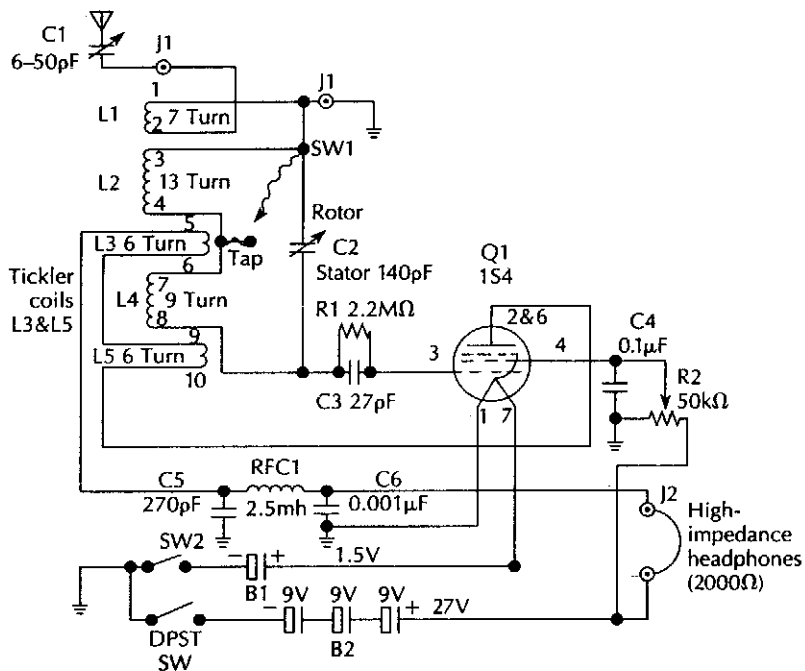 C1
6–50pF
J1
1
L1
7 Turn
2
J1
SW1
3
L2
13 Turn
4
5
L3 6 Turn
Tap
Rotor
C2
Stator 140pF
Tickler
coils
L3&L5
6
7
L4
9 Turn
8
9
L5 6 Turn
10
R1 2.2MΩ
C3 27pF
Q1
1S4
2&6
3
4
1
7
C4
0.1µF
R2
50kΩ
C5
270pF
RFC1
2.5mh
C6
0.001µF
J2
High-
impedance
headphones
(2000Ω)
SW2
–
+
1.5V
B1
DPST
SW
–
9V
9V
9V
+
27V
B2